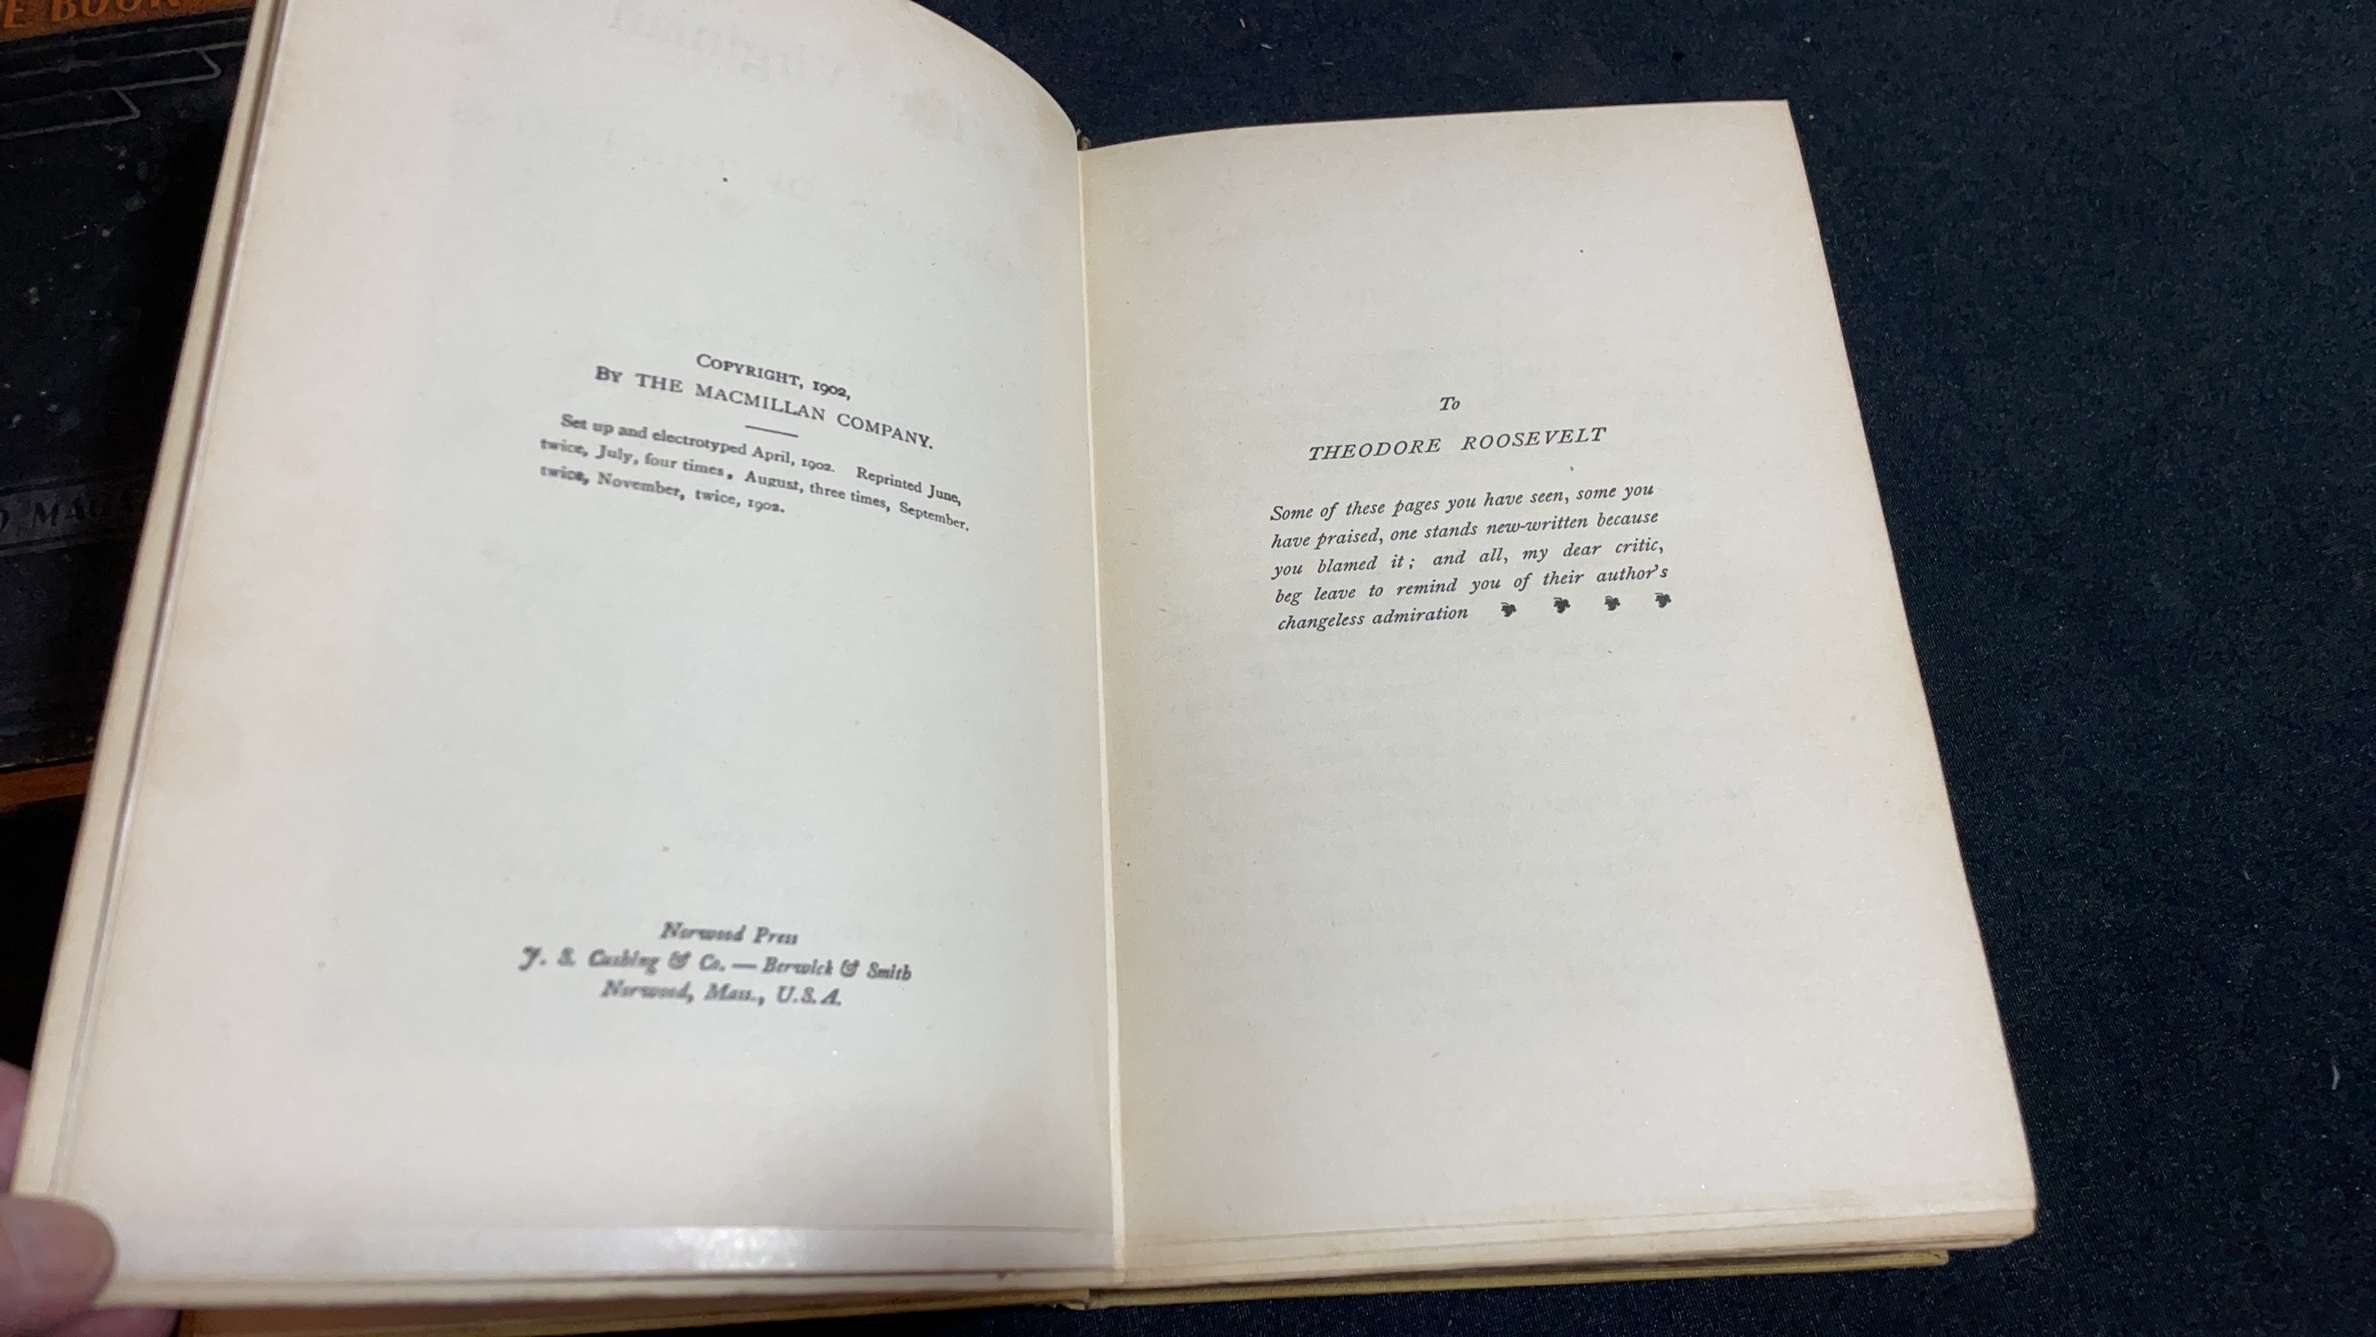 E BOOK
COPYRIGHT, 1902,
BY THE MACMILLAN COMPANY.
Set up and electrotyped April, 1902. Reprinted June,
twice, July, four times, August, three times, September,
twice, November, twice, 1902.
Norwood Press
J. S. Cushing & Co. — Berwick & Smith
Norwood, Mass., U.S.A.
To
THEODORE ROOSEVELT
Some of these pages you have seen, some you
have praised, one stands new-written because
you blamed it; and all, my dear critic,
beg leave to remind you of their author's
changeless admiration